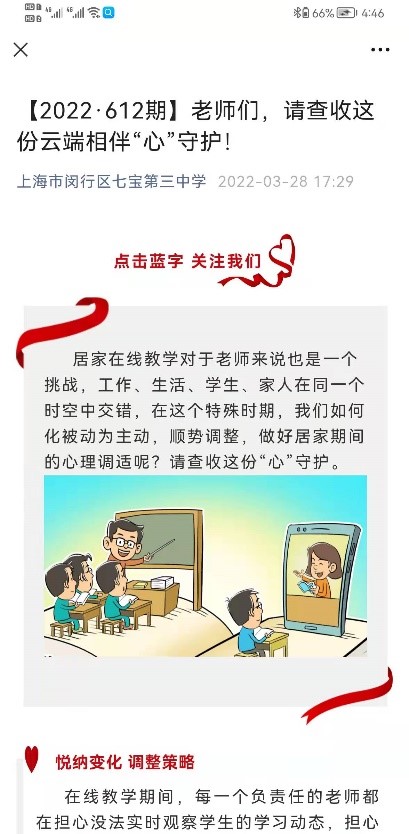 66% 4:46
【2022·612期】老师们，请查收这
份云端相伴“心”守护！
上海市闵行区七宝第三中学 2022-03-28 17:29
点击蓝字 关注我们
居家在线教学对于老师来说也是一个
挑战，工作、生活、学生、家人在同一个
时空中交错，在这个特殊时期，我们如何
化被动为主动，顺势调整，做好居家期间
的心理调适呢？请查收这份“心”守护。
悦纳变化 调整策略
在线教学期间，每一个负责任的老师都
在担心没法实时观察学生的学习动态，担心